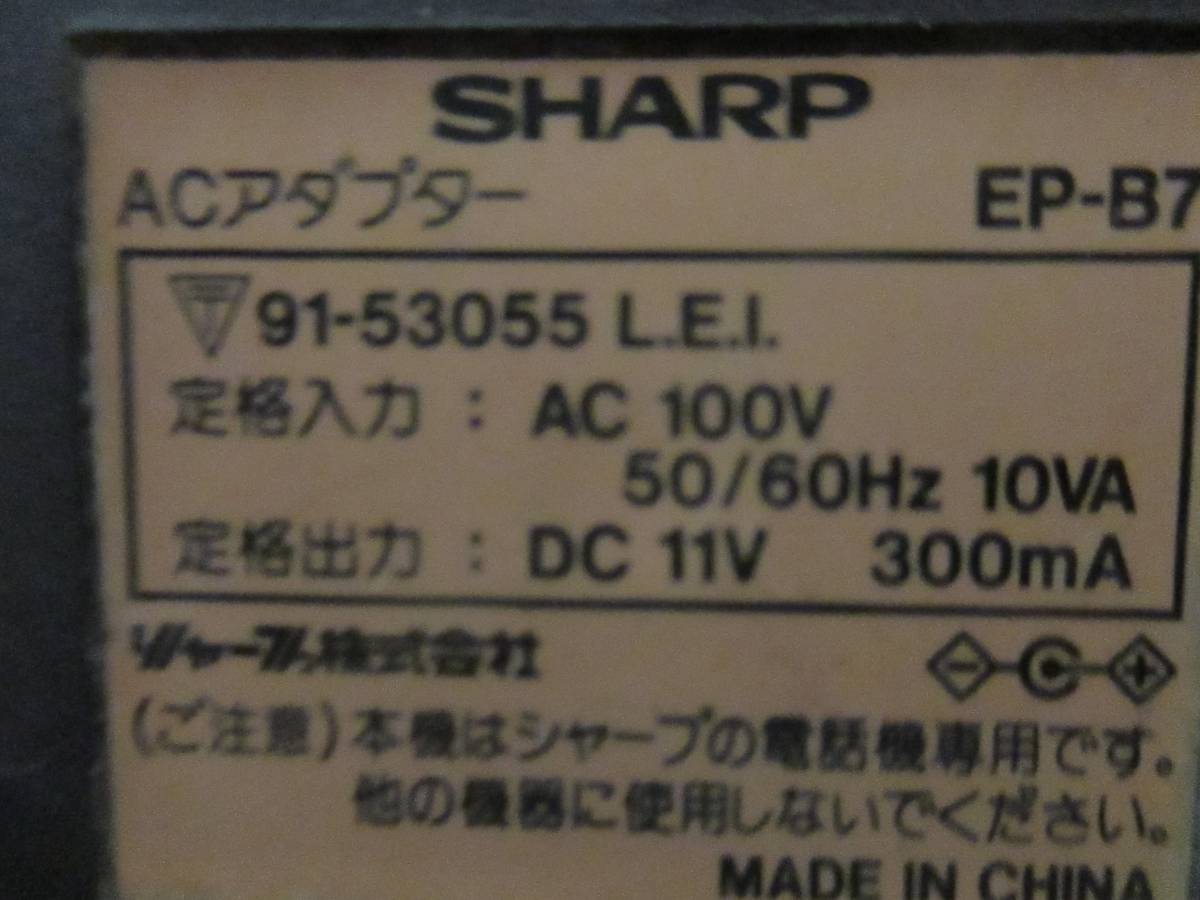 SHARP
ACアダプター EP-B7
91-53055 L.E.I.
定格入力 : AC 100V
50/60Hz 10VA
定格出力 : DC 11V 300mA
シャープ株式会社
(ご注意)本機はシャープの電話機専用です。
他の機器に使用しないでください。
MADE IN CHINA